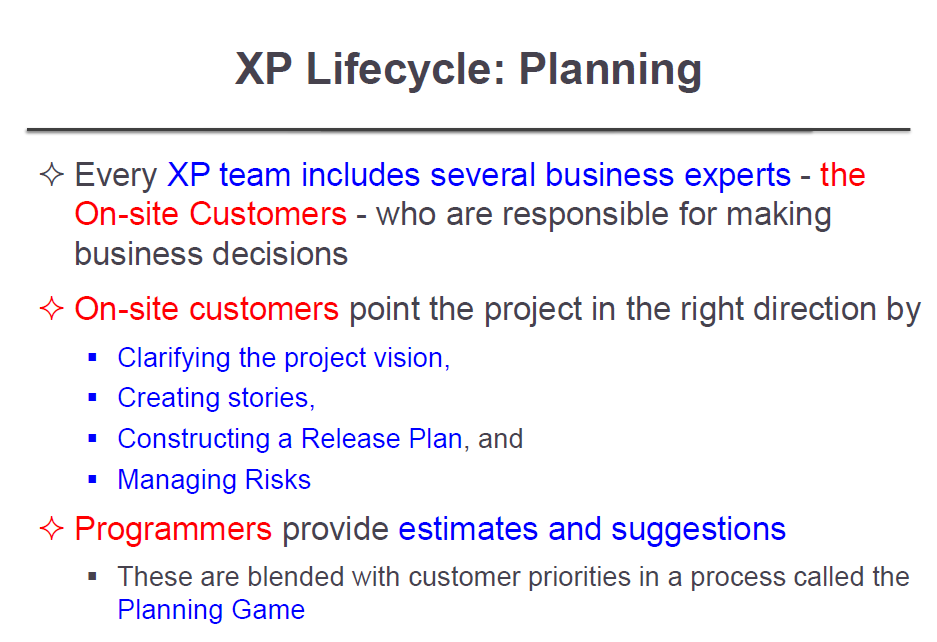 XP Lifecycle: Planning
✧ Every XP team includes several business experts - the
On-site Customers - who are responsible for making
business decisions
✧ On-site customers point the project in the right direction by
▪ Clarifying the project vision,
▪ Creating stories,
▪ Constructing a Release Plan, and
▪ Managing Risks
✧ Programmers provide estimates and suggestions
▪ These are blended with customer priorities in a process called the
Planning Game